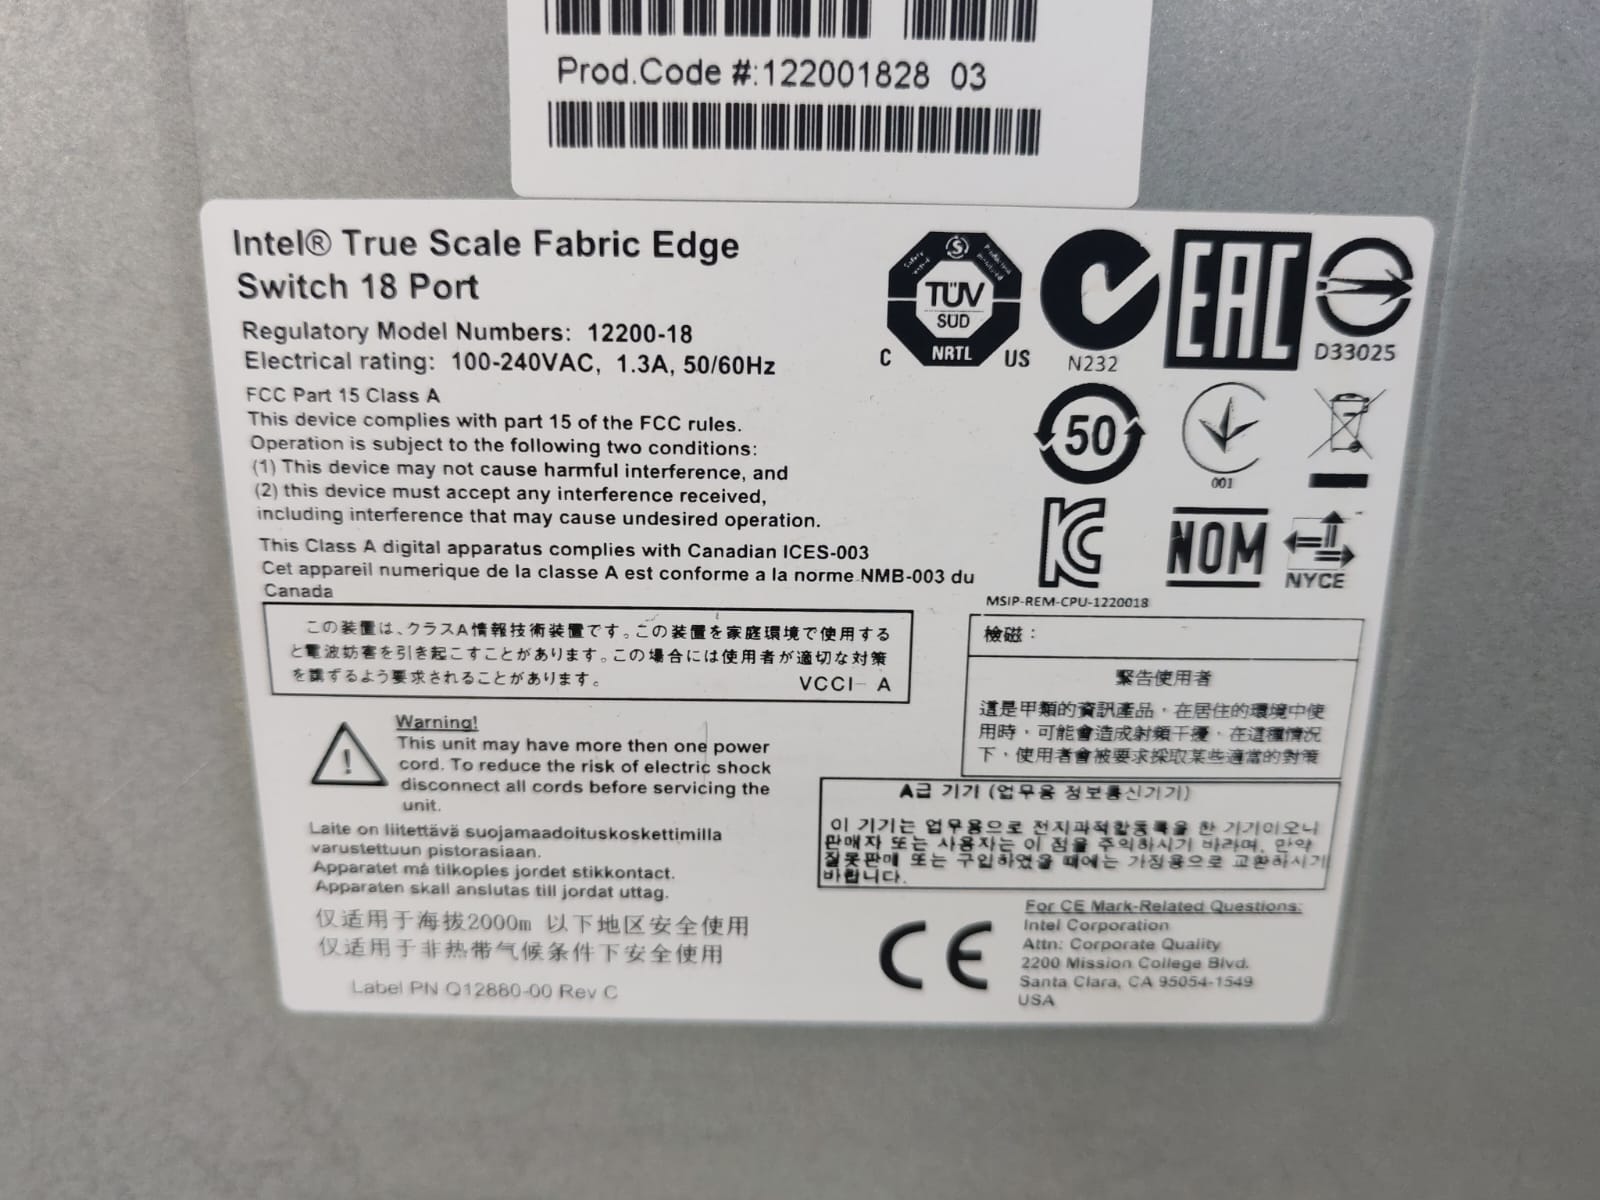 Prod.Code #:122001828 03
Intel® True Scale Fabric Edge
Switch 18 Port
Regulatory Model Numbers: 12200-18
Electrical rating: 100-240VAC, 1.3A, 50/60Hz
FCC Part 15 Class A
This device complies with part 15 of the FCC rules.
Operation is subject to the following two conditions:
(1) This device may not cause harmful interference, and
(2) this device must accept any interference received,
including interference that may cause undesired operation.
This Class A digital apparatus complies with Canadian ICES-003
Cet appareil numerique de la classe A est conforme a la norme NMB-003 du
Canada
TÜV
SÜD
NRTL
C
US
N232
EAC
D33025
50
001
KC
NOM
NYCE
MSIP-REM-CPU-1220018
この装置は、クラスA情報技術装置です。この装置を家庭環境で使用する
と電波妨害を引き起こすことがあります。この場合には使用者が適切な対策
を講ずるよう要求されることがあります。
VCCI- A
檢磁：
警告使用者
這是甲類的資訊產品，在居住的環境中使
用時，可能會造成射頻干擾，在這種情況
下，使用者會被要求採取某些適當的對策
Warning!
This unit may have more then one power
cord. To reduce the risk of electric shock
disconnect all cords before servicing the
unit.
A급 기기 (업무용 정보통신기기)
이 기기는 업무용으로 전자파적합등록을 한 기기이오니
판매자 또는 사용자는 이 점을 주의하시기 바라며, 만약
잘못판매 또는 구입하였을 때에는 가정용으로 교환하시기
바랍니다.
Laite on liitettävä suojamaadoituskoskettimilla
varustettuun pistorasiaan.
Apparatet må tilkoples jordet stikkontact.
Apparaten skall anslutas till jordat uttag.
仅适用于海拔2000m 以下地区安全使用
仅适用于非热带气候条件下安全使用
Label PN Q12880-00 Rev C
CE
For CE Mark-Related Questions:
Intel Corporation
Attn: Corporate Quality
2200 Mission College Blvd.
Santa Clara, CA 95054-1549
USA